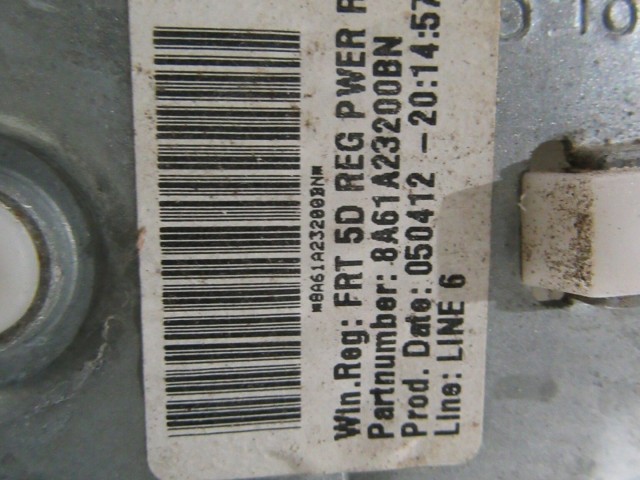 *8A61A23200BN*
Win.Reg: FRT 5D REG PWER R
Partnumber: 8A61A23200BN
Prod. Date: 050412 -20:14:57
Line: LINE 6